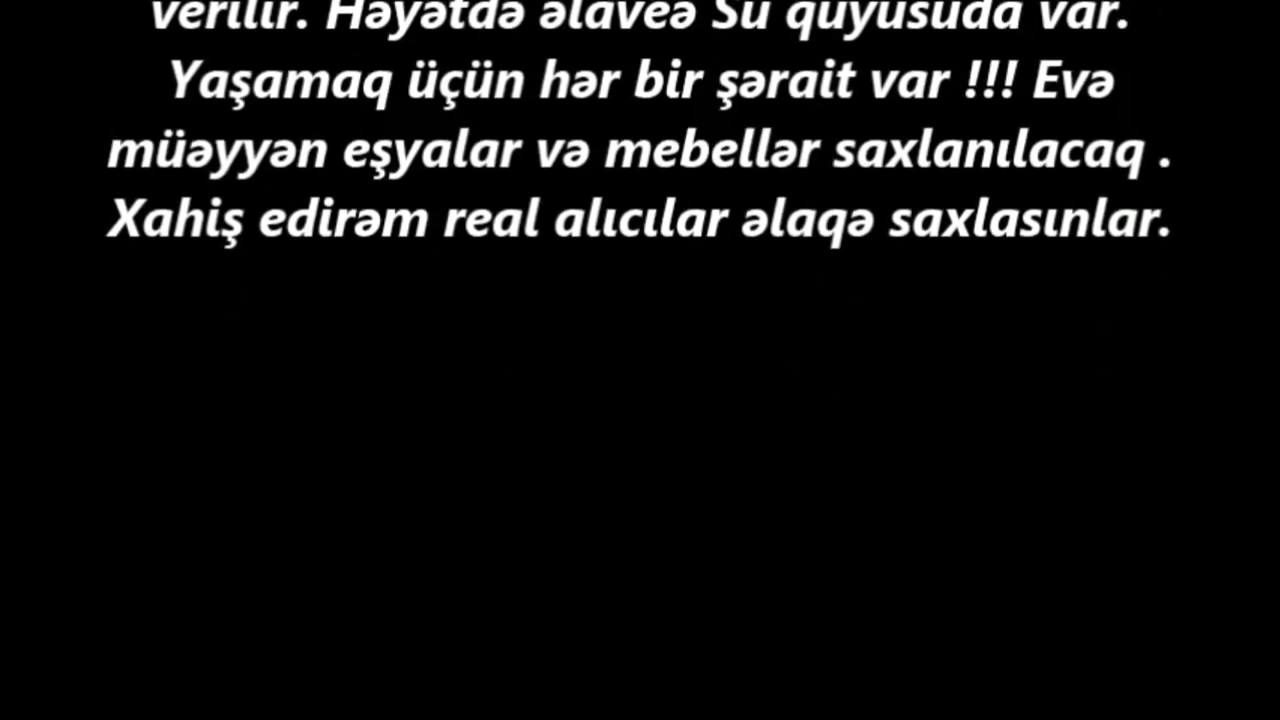 verilir. Həyətdə əlaveə Su quyusuda var.
Yaşamaq üçün hər bir şərait var !!! Evə
müəyyən eşyalar və mebellər saxlanılacaq .
Xahiş edirəm real alıcılar əlaqə saxlasınlar.